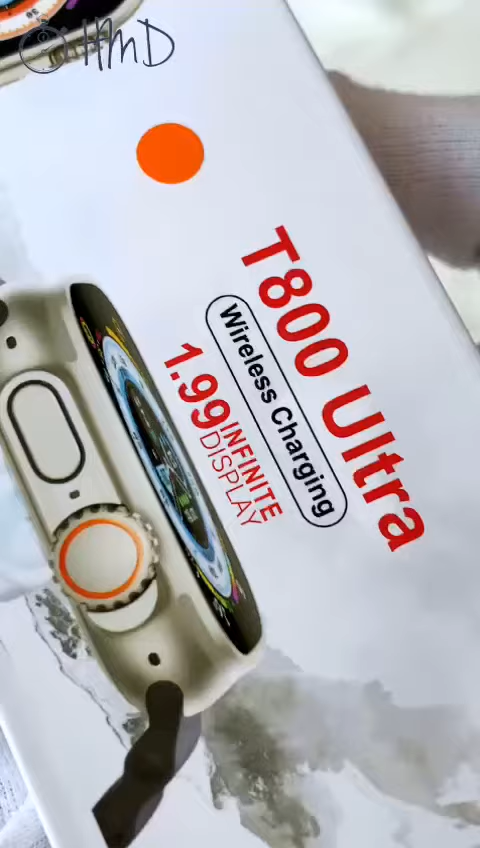 HMD
T800 Ultra
Wireless Charging
1.99 INFINITE
DISPLAY